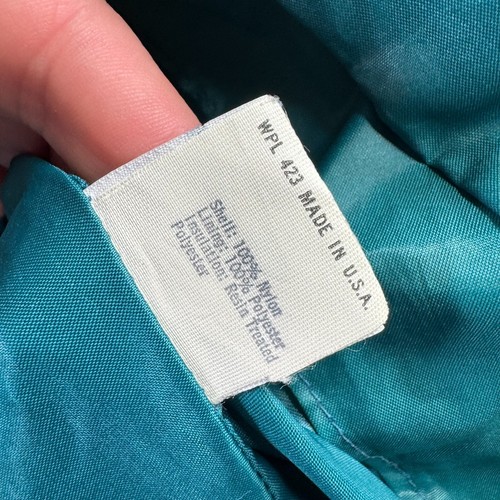 WPL 423 MADE IN U.S.A.
Shell: 100% Nylon
Lining: 100% Polyester
Insulation: Resin Treated
Polyester